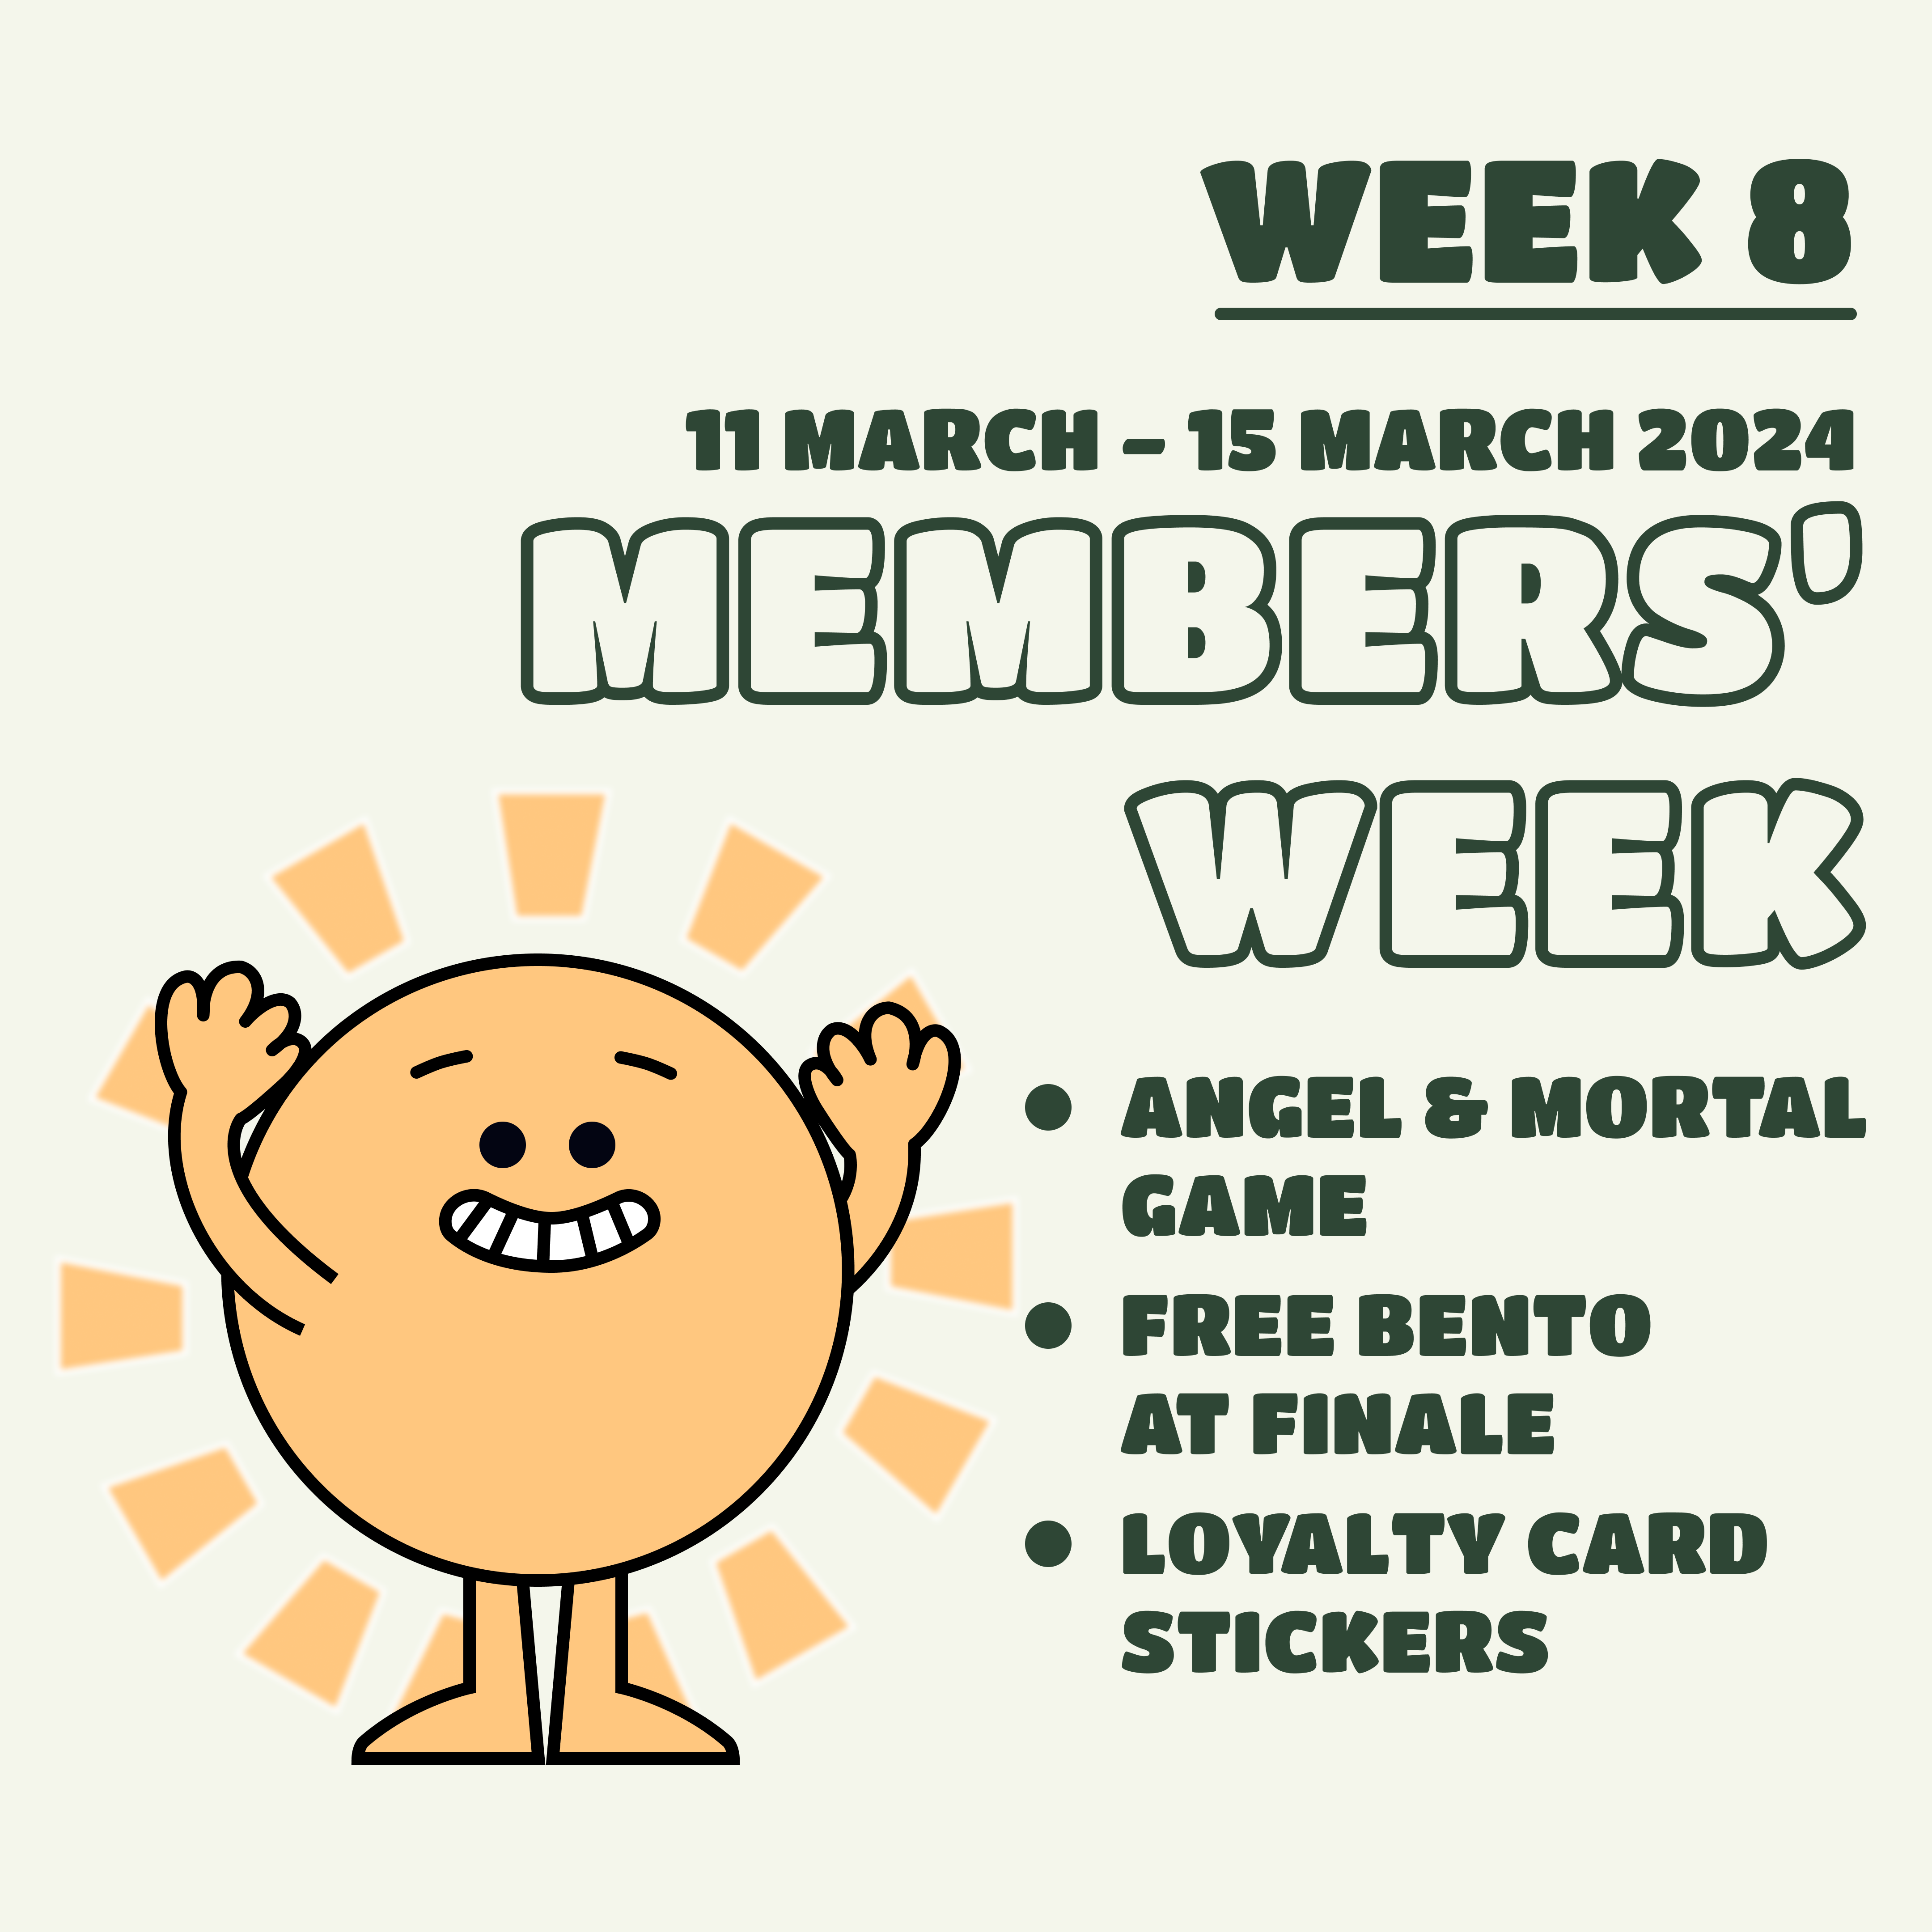 WEEK 8
11 MARCH - 15 MARCH 2024
MEMBERS'
WEEK
• ANGEL & MORTAL
GAME
• FREE BENTO
AT FINALE
• LOYALTY CARD
STICKERS